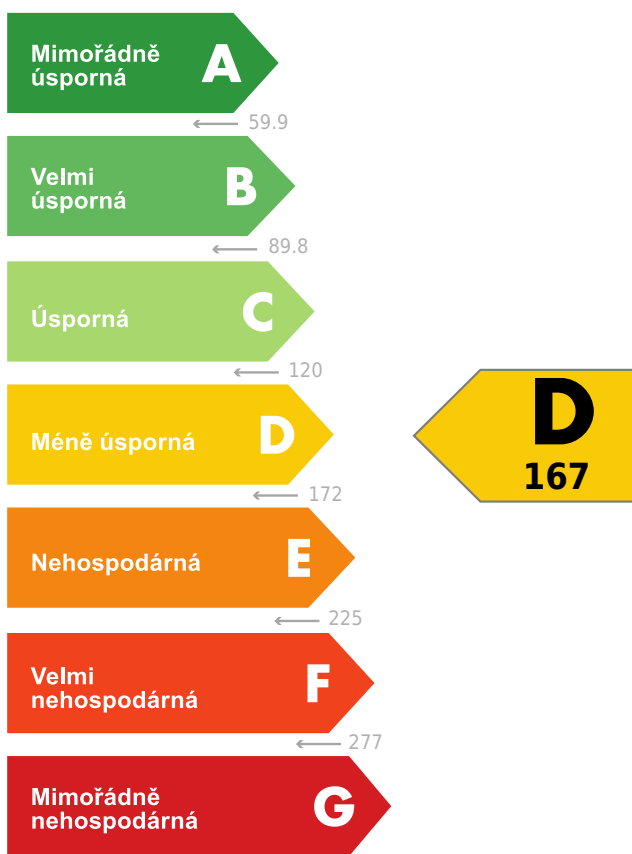 Mimořádně
úsporná
A
← 59.9
Velmi
úsporná
B
← 89.8
Úsporná
C
← 120
Méně úsporná
D
D
167
← 172
Nehospodárná
E
← 225
Velmi
nehospodárná
F
← 277
Mimořádně
nehospodárná
G